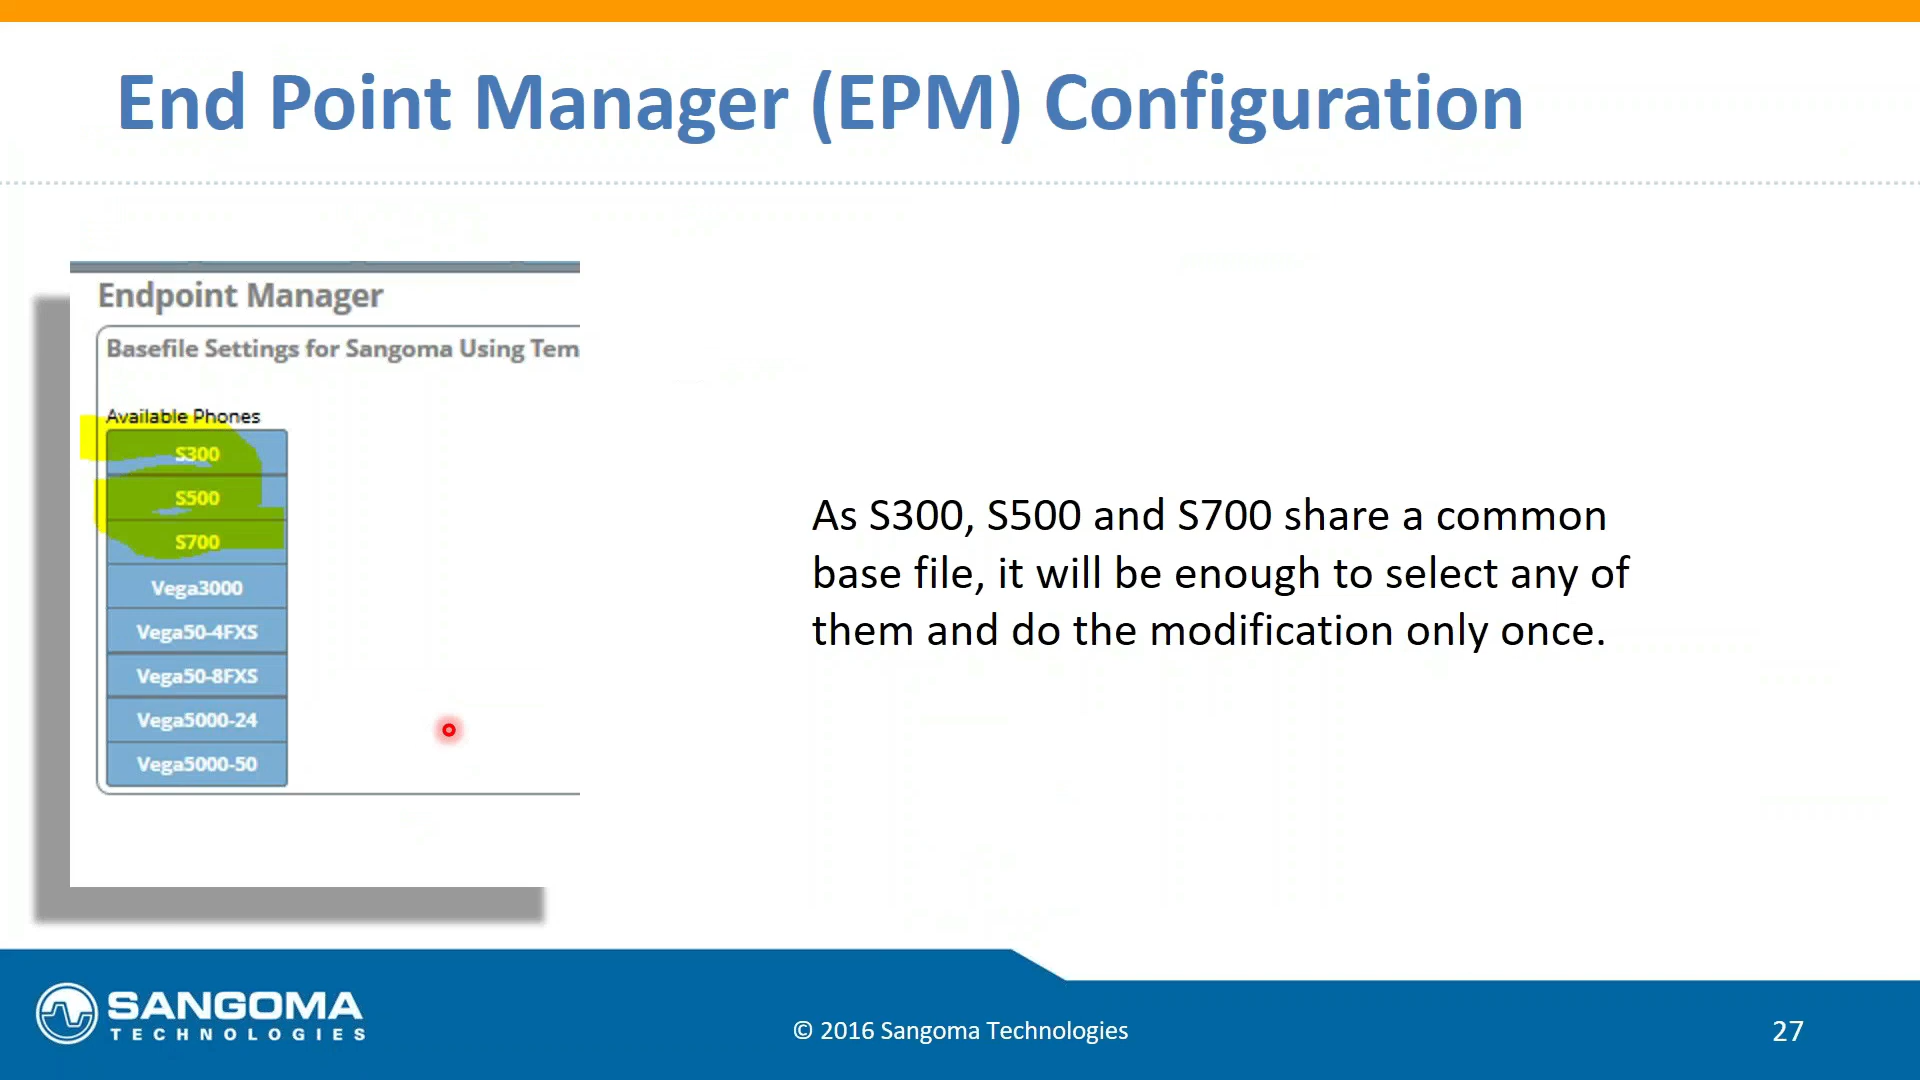 End Point Manager (EPM) Configuration
Endpoint Manager
Basefile Settings for Sangoma Using Tem
Available Phones
S300
S500
S700
Vega3000
Vega50-4FXS
Vega50-8FXS
Vega5000-24
Vega5000-50
As S300, S500 and S700 share a common
base file, it will be enough to select any of
them and do the modification only once.
SANGOMA
TECHNOLOGIES
© 2016 Sangoma Technologies
27